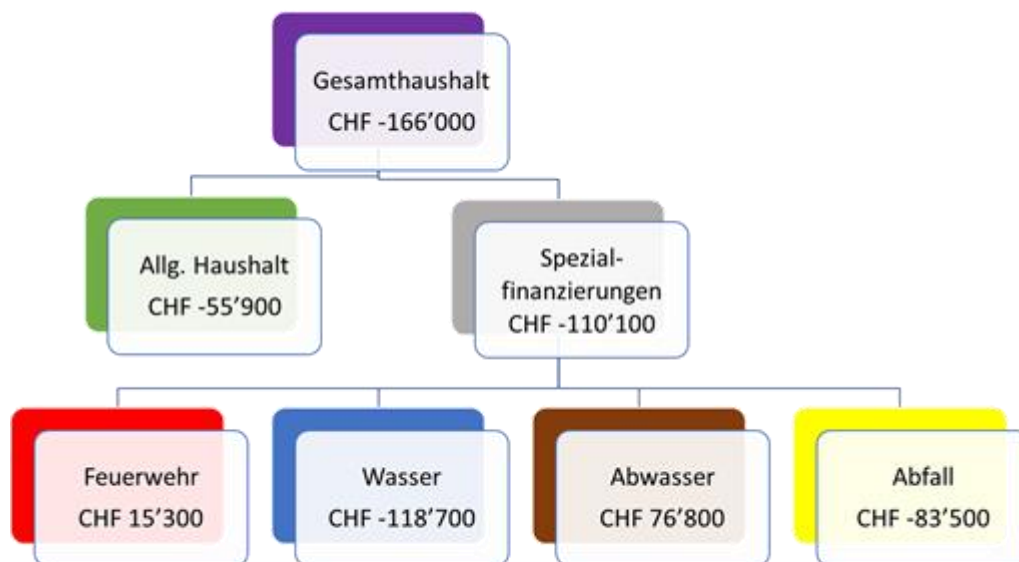 Gesamthaushalt
CHF -166’000
Allg. Haushalt
CHF -55’900
Spezial-
finanzierungen
CHF -110’100
Feuerwehr
CHF 15’300
Wasser
CHF -118’700
Abwasser
CHF 76’800
Abfall
CHF -83’500